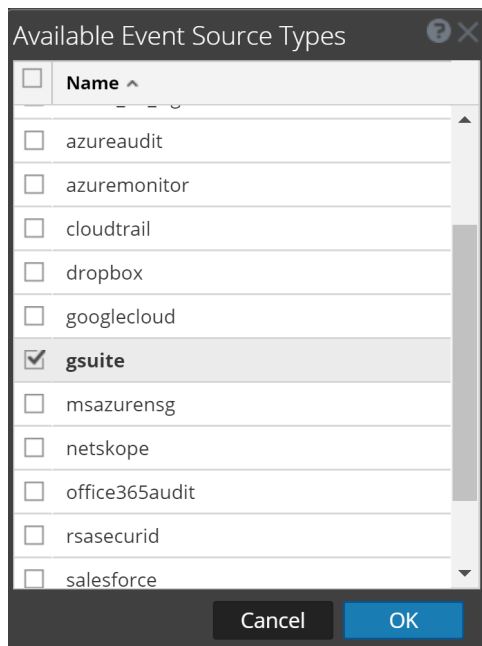 Available Event Source Types
Name
azureaudit
azuremonitor
cloudtrail
dropbox
googlecloud
gsuite
msazurensg
netskope
office365audit
rsasecurid
salesforce
Cancel
OK